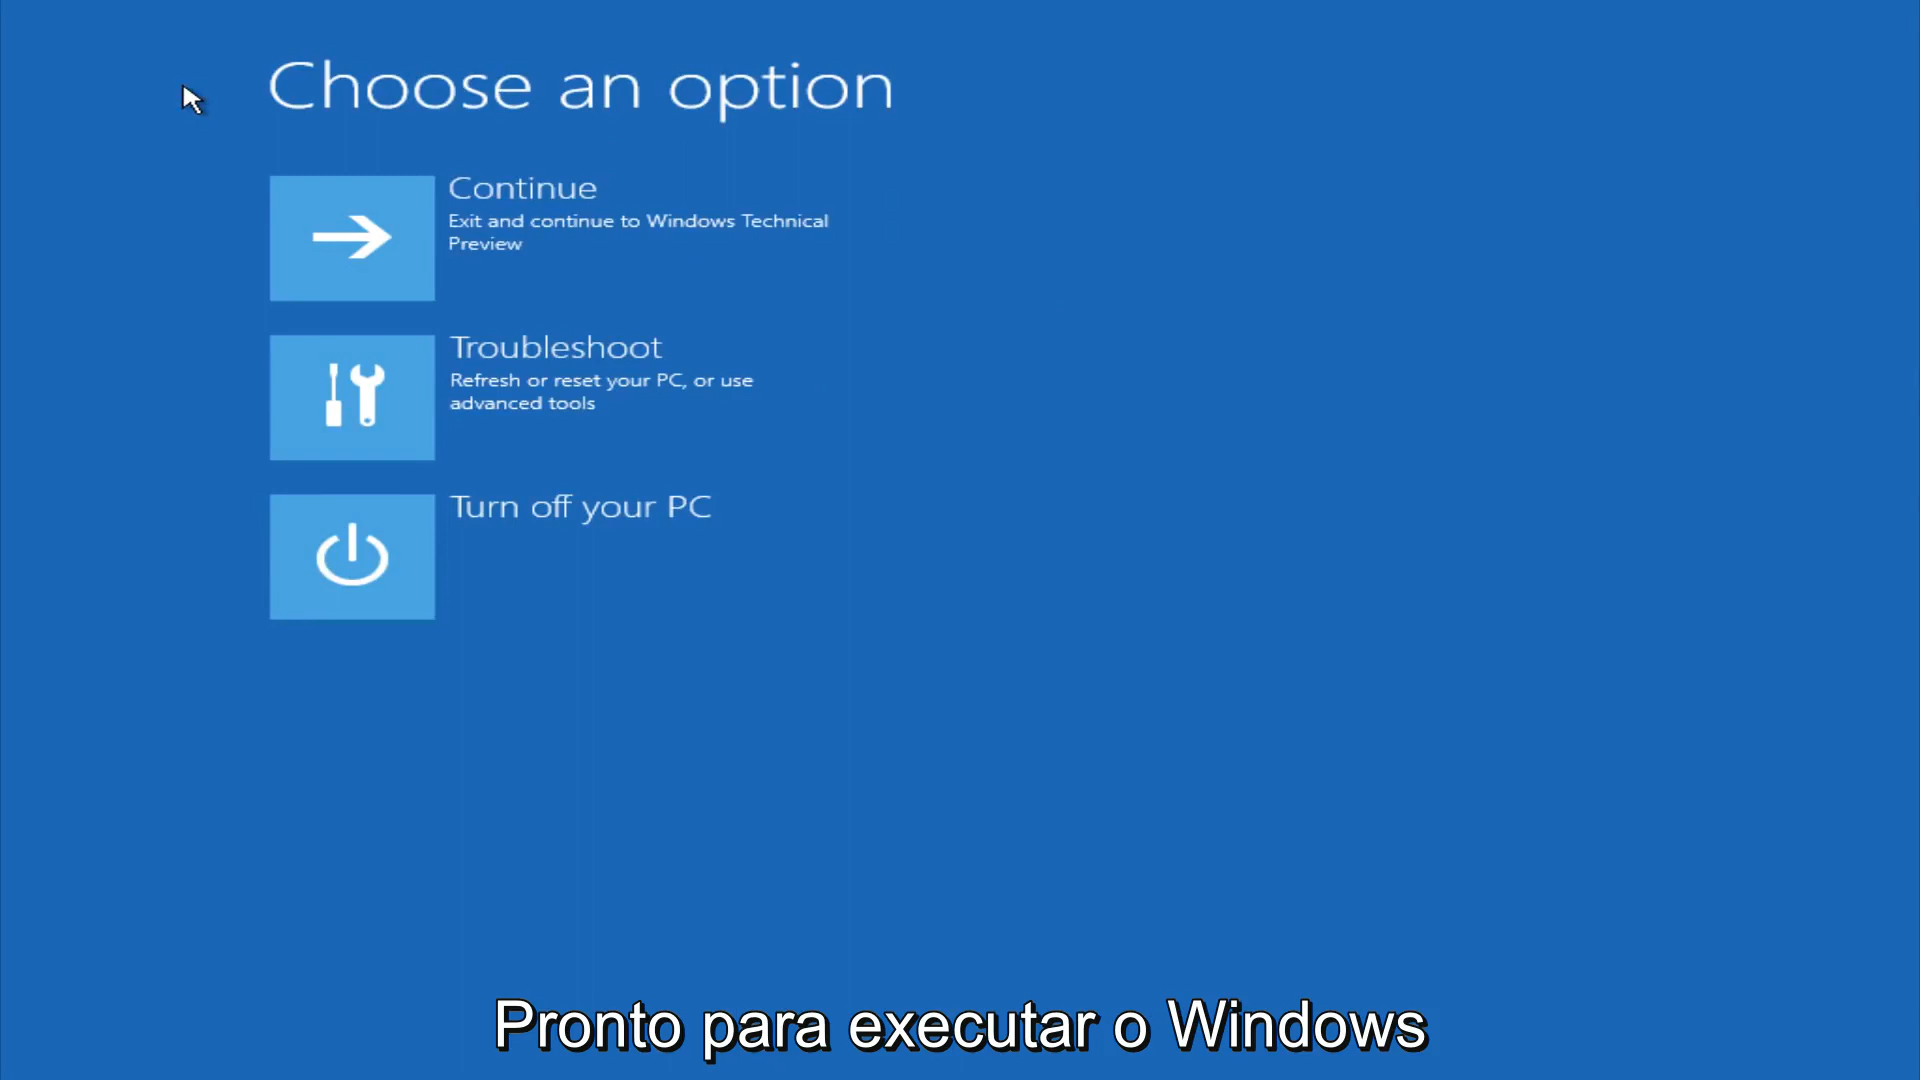 Choose an option
Continue
Exit and continue to Windows Technical
Preview
Troubleshoot
Refresh or reset your PC, or use
advanced tools
Turn off your PC
Pronto para executar o Windows